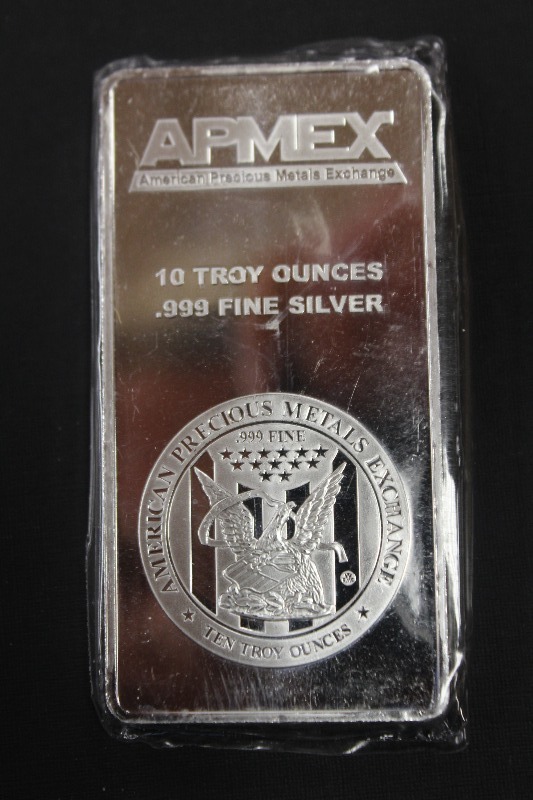 APMEX
American Precious Metals Exchange
10 TROY OUNCES
.999 FINE SILVER
AMERICAN PRECIOUS METALS EXCHANGE
.999 FINE
10
★ TEN TROY OUNCES ★